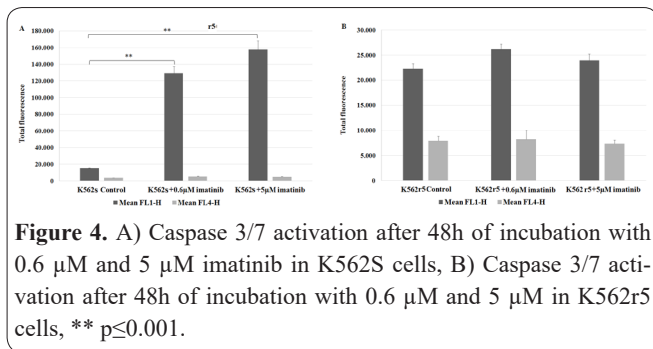 A
r5
**
**
180.000
160.000
140.000
120.000
100.000
80.000
60.000
40.000
20.000
0
Total fluorescence
K562s Control
K562s+0.6µM imatinib
K562s+5µM imatinib
Mean FL1-H
Mean FL4-H
B
30.000
25.000
20.000
15.000
10.000
5.000
0
Total fluorescence
K562r5 Control
K562r5+0.6µM imatinib
K562 r5+5µM imatinib
Mean FL1-H
Mean FL4-H
Figure 4. A) Caspase 3/7 activation after 48h of incubation with
0.6 µM and 5 µM imatinib in K562S cells, B) Caspase 3/7 acti-
vation after 48h of incubation with 0.6 µM and 5 µM in K562r5
cells, ** p≤0.001.